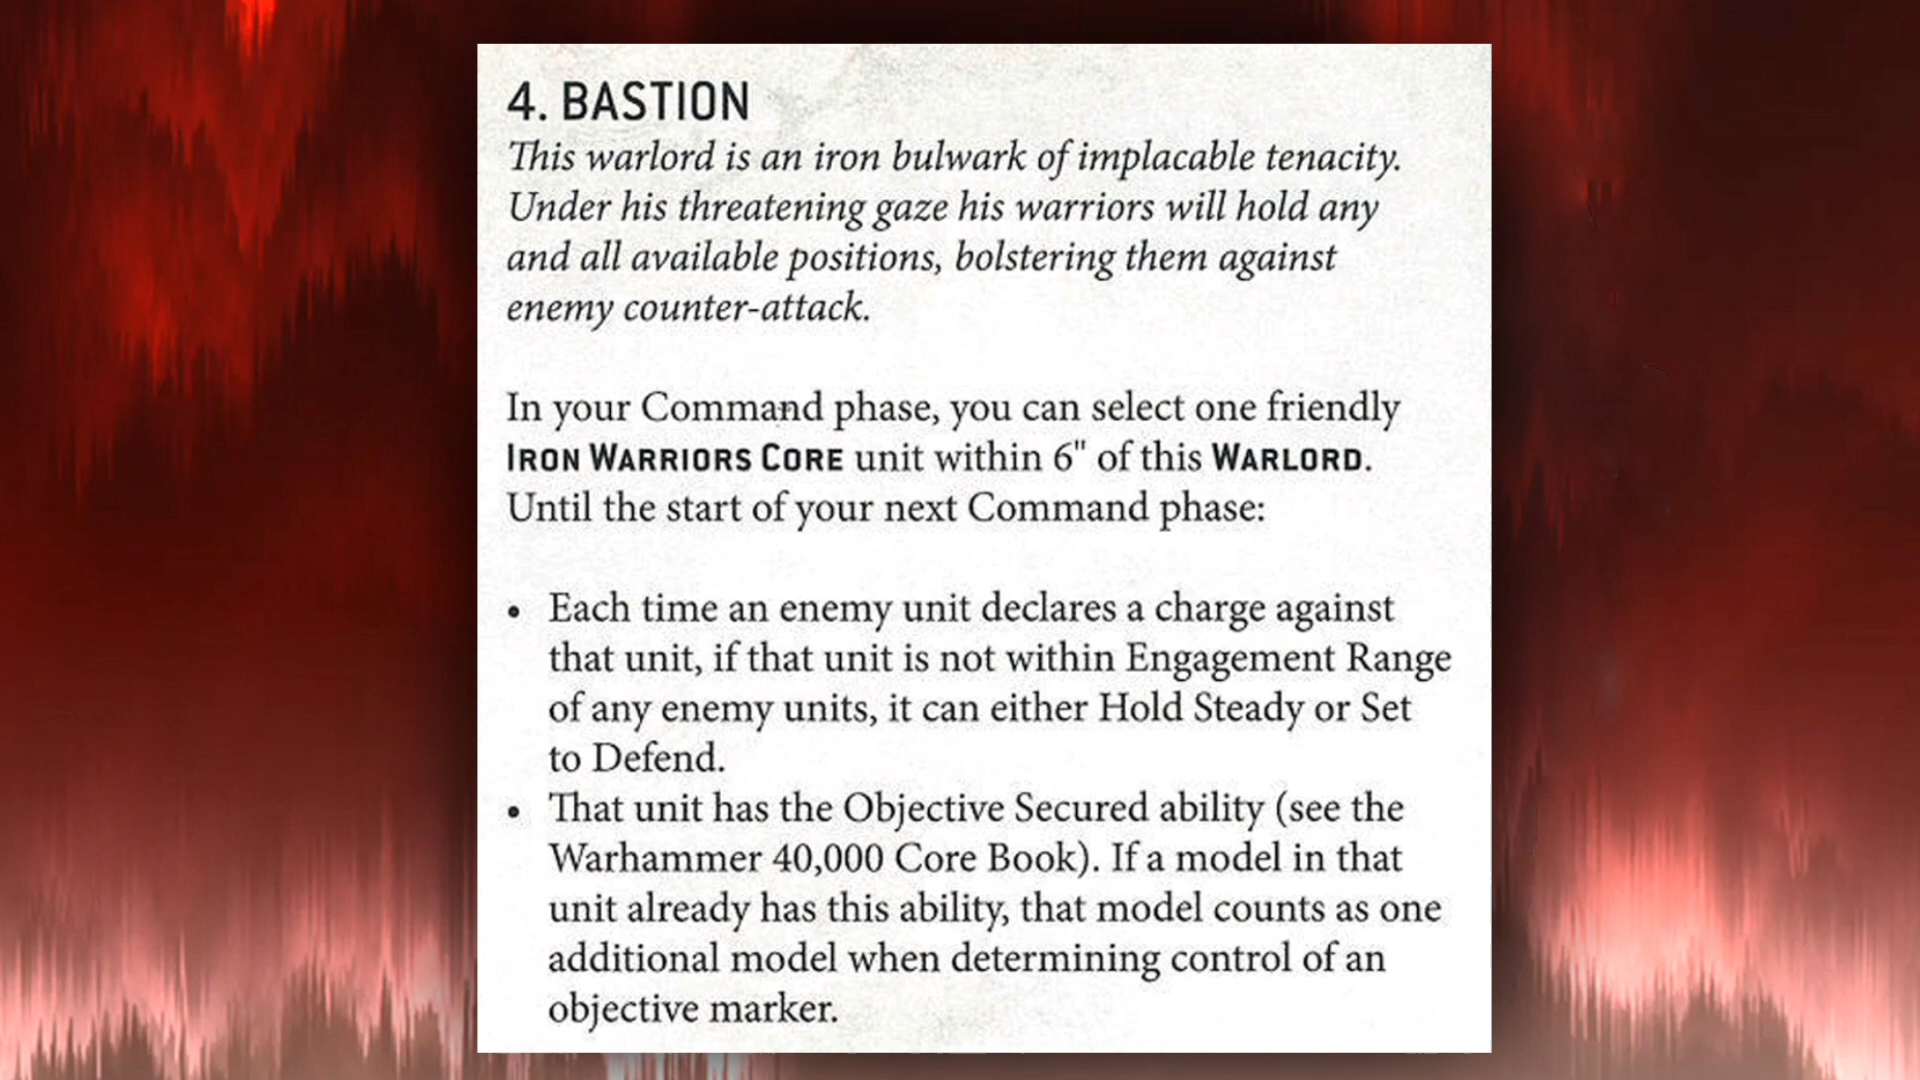 4. BASTION
This warlord is an iron bulwark of implacable tenacity.
Under his threatening gaze his warriors will hold any
and all available positions, bolstering them against
enemy counter-attack.
In your Command phase, you can select one friendly
IRON WARRIORS CORE unit within 6" of this WARLORD.
Until the start of your next Command phase:
• Each time an enemy unit declares a charge against
that unit, if that unit is not within Engagement Range
of any enemy units, it can either Hold Steady or Set
to Defend.
• That unit has the Objective Secured ability (see the
Warhammer 40,000 Core Book). If a model in that
unit already has this ability, that model counts as one
additional model when determining control of an
objective marker.